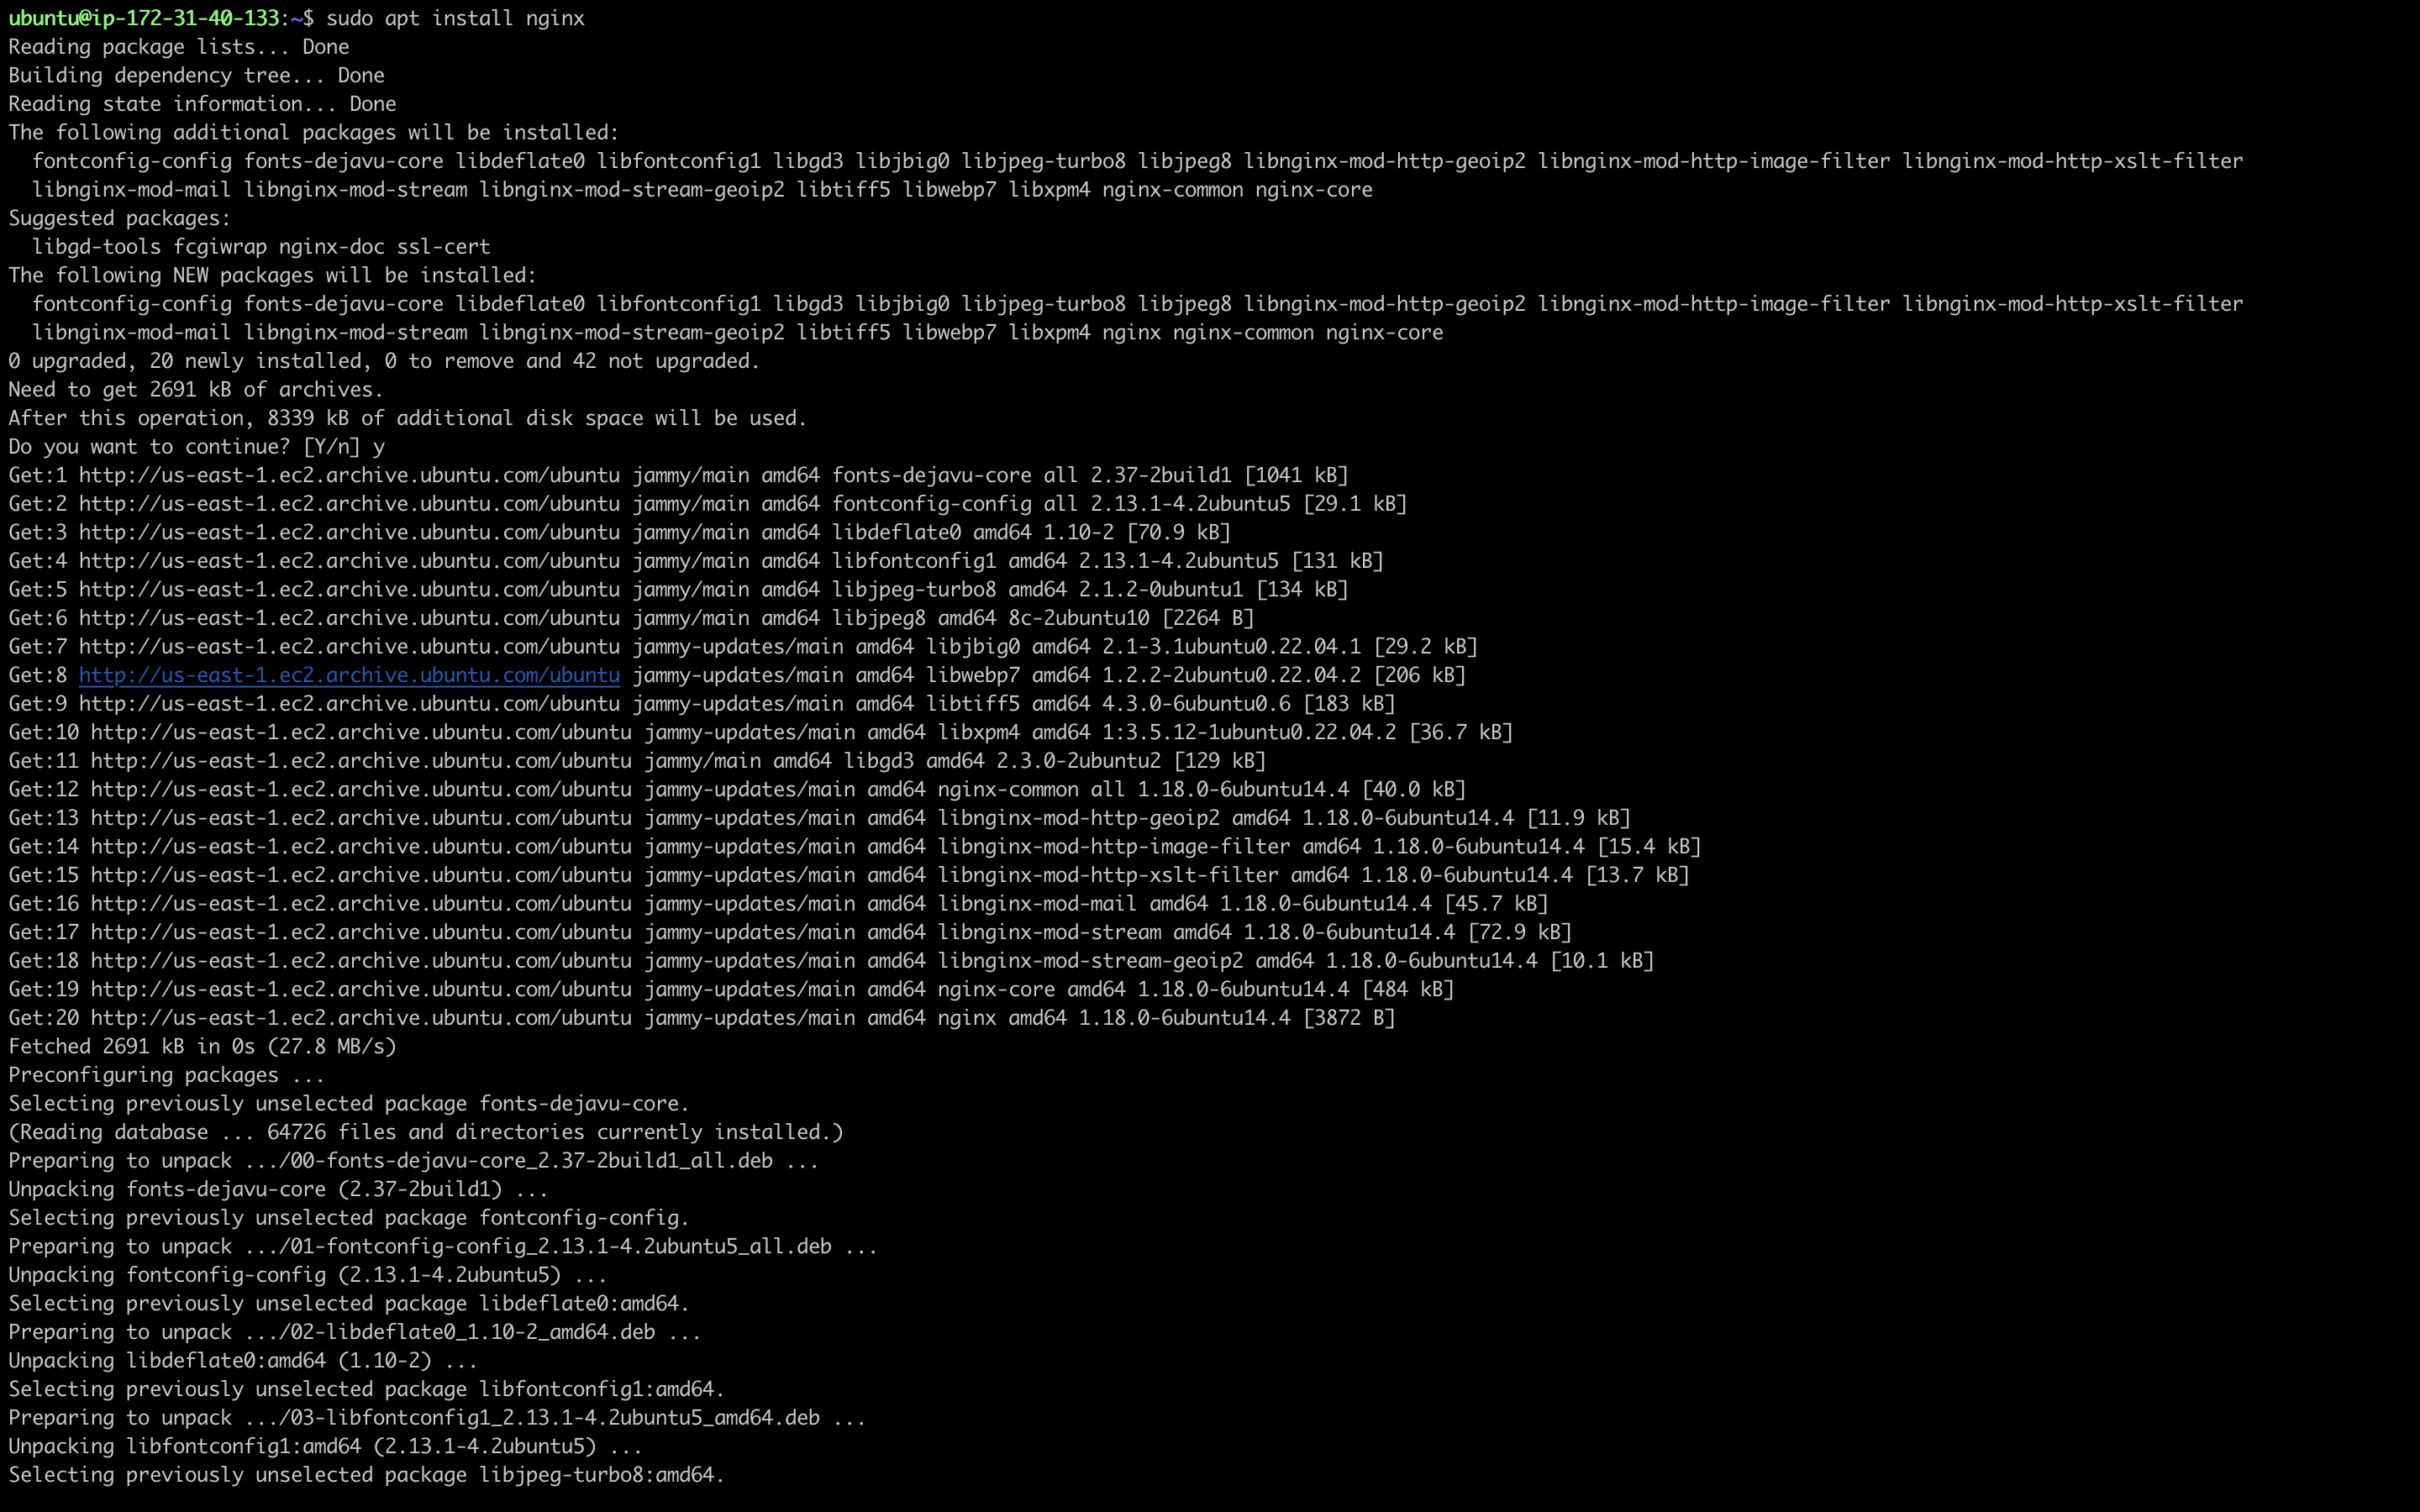 ubuntu@ip-172-31-40-133:~$ sudo apt install nginx
Reading package lists... Done
Building dependency tree... Done
Reading state information... Done
The following additional packages will be installed:
  fontconfig-config fonts-dejavu-core libdeflate0 libfontconfig1 libgd3 libjbig0 libjpeg-turbo8 libjpeg8 libnginx-mod-http-geoip2 libnginx-mod-http-image-filter libnginx-mod-http-xslt-filter
  libnginx-mod-mail libnginx-mod-stream libnginx-mod-stream-geoip2 libtiff5 libwebp7 libxpm4 nginx-common nginx-core
Suggested packages:
  libgd-tools fcgiwrap nginx-doc ssl-cert
The following NEW packages will be installed:
  fontconfig-config fonts-dejavu-core libdeflate0 libfontconfig1 libgd3 libjbig0 libjpeg-turbo8 libjpeg8 libnginx-mod-http-geoip2 libnginx-mod-http-image-filter libnginx-mod-http-xslt-filter
  libnginx-mod-mail libnginx-mod-stream libnginx-mod-stream-geoip2 libtiff5 libwebp7 libxpm4 nginx nginx-common nginx-core
0 upgraded, 20 newly installed, 0 to remove and 42 not upgraded.
Need to get 2691 kB of archives.
After this operation, 8339 kB of additional disk space will be used.
Do you want to continue? [Y/n] y
Get:1 http://us-east-1.ec2.archive.ubuntu.com/ubuntu jammy/main amd64 fonts-dejavu-core all 2.37-2build1 [1041 kB]
Get:2 http://us-east-1.ec2.archive.ubuntu.com/ubuntu jammy/main amd64 fontconfig-config all 2.13.1-4.2ubuntu5 [29.1 kB]
Get:3 http://us-east-1.ec2.archive.ubuntu.com/ubuntu jammy/main amd64 libdeflate0 amd64 1.10-2 [70.9 kB]
Get:4 http://us-east-1.ec2.archive.ubuntu.com/ubuntu jammy/main amd64 libfontconfig1 amd64 2.13.1-4.2ubuntu5 [131 kB]
Get:5 http://us-east-1.ec2.archive.ubuntu.com/ubuntu jammy/main amd64 libjpeg-turbo8 amd64 2.1.2-0ubuntu1 [134 kB]
Get:6 http://us-east-1.ec2.archive.ubuntu.com/ubuntu jammy/main amd64 libjpeg8 amd64 8c-2ubuntu10 [2264 B]
Get:7 http://us-east-1.ec2.archive.ubuntu.com/ubuntu jammy-updates/main amd64 libjbig0 amd64 2.1-3.1ubuntu0.22.04.1 [29.2 kB]
Get:8 http://us-east-1.ec2.archive.ubuntu.com/ubuntu jammy-updates/main amd64 libwebp7 amd64 1.2.2-2ubuntu0.22.04.2 [206 kB]
Get:9 http://us-east-1.ec2.archive.ubuntu.com/ubuntu jammy-updates/main amd64 libtiff5 amd64 4.3.0-6ubuntu0.6 [183 kB]
Get:10 http://us-east-1.ec2.archive.ubuntu.com/ubuntu jammy-updates/main amd64 libxpm4 amd64 1:3.5.12-1ubuntu0.22.04.2 [36.7 kB]
Get:11 http://us-east-1.ec2.archive.ubuntu.com/ubuntu jammy/main amd64 libgd3 amd64 2.3.0-2ubuntu2 [129 kB]
Get:12 http://us-east-1.ec2.archive.ubuntu.com/ubuntu jammy-updates/main amd64 nginx-common all 1.18.0-6ubuntu14.4 [40.0 kB]
Get:13 http://us-east-1.ec2.archive.ubuntu.com/ubuntu jammy-updates/main amd64 libnginx-mod-http-geoip2 amd64 1.18.0-6ubuntu14.4 [11.9 kB]
Get:14 http://us-east-1.ec2.archive.ubuntu.com/ubuntu jammy-updates/main amd64 libnginx-mod-http-image-filter amd64 1.18.0-6ubuntu14.4 [15.4 kB]
Get:15 http://us-east-1.ec2.archive.ubuntu.com/ubuntu jammy-updates/main amd64 libnginx-mod-http-xslt-filter amd64 1.18.0-6ubuntu14.4 [13.7 kB]
Get:16 http://us-east-1.ec2.archive.ubuntu.com/ubuntu jammy-updates/main amd64 libnginx-mod-mail amd64 1.18.0-6ubuntu14.4 [45.7 kB]
Get:17 http://us-east-1.ec2.archive.ubuntu.com/ubuntu jammy-updates/main amd64 libnginx-mod-stream amd64 1.18.0-6ubuntu14.4 [72.9 kB]
Get:18 http://us-east-1.ec2.archive.ubuntu.com/ubuntu jammy-updates/main amd64 libnginx-mod-stream-geoip2 amd64 1.18.0-6ubuntu14.4 [10.1 kB]
Get:19 http://us-east-1.ec2.archive.ubuntu.com/ubuntu jammy-updates/main amd64 nginx-core amd64 1.18.0-6ubuntu14.4 [484 kB]
Get:20 http://us-east-1.ec2.archive.ubuntu.com/ubuntu jammy-updates/main amd64 nginx amd64 1.18.0-6ubuntu14.4 [3872 B]
Fetched 2691 kB in 0s (27.8 MB/s)
Preconfiguring packages ...
Selecting previously unselected package fonts-dejavu-core.
(Reading database ... 64726 files and directories currently installed.)
Preparing to unpack .../00-fonts-dejavu-core_2.37-2build1_all.deb ...
Unpacking fonts-dejavu-core (2.37-2build1) ...
Selecting previously unselected package fontconfig-config.
Preparing to unpack .../01-fontconfig-config_2.13.1-4.2ubuntu5_all.deb ...
Unpacking fontconfig-config (2.13.1-4.2ubuntu5) ...
Selecting previously unselected package libdeflate0:amd64.
Preparing to unpack .../02-libdeflate0_1.10-2_amd64.deb ...
Unpacking libdeflate0:amd64 (1.10-2) ...
Selecting previously unselected package libfontconfig1:amd64.
Preparing to unpack .../03-libfontconfig1_2.13.1-4.2ubuntu5_amd64.deb ...
Unpacking libfontconfig1:amd64 (2.13.1-4.2ubuntu5) ...
Selecting previously unselected package libjpeg-turbo8:amd64.